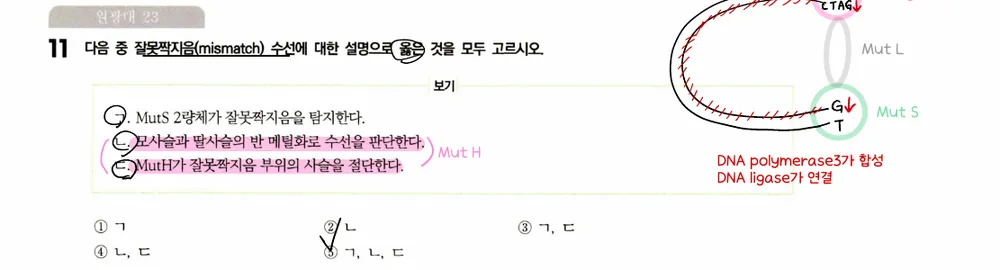 원광대 23
11 다음 중 잘못짝지음(mismatch) 수선에 대한 설명으로 옳은 것을 모두 고르시오.
보기
ㄱ. MutS 2량체가 잘못짝지음을 탐지한다.
ㄴ. 모사슬과 딸사슬의 반 메틸화로 수선을 판단한다.
ㄷ. MutH가 잘못짝지음 부위의 사슬을 절단한다.
Mut H
① ㄱ
② ㄴ
③ ㄱ, ㄷ
④ ㄴ, ㄷ
⑤ ㄱ, ㄴ, ㄷ
CTAG
Mut L
G
T
Mut S
DNA polymerase3가 합성
DNA ligase가 연결